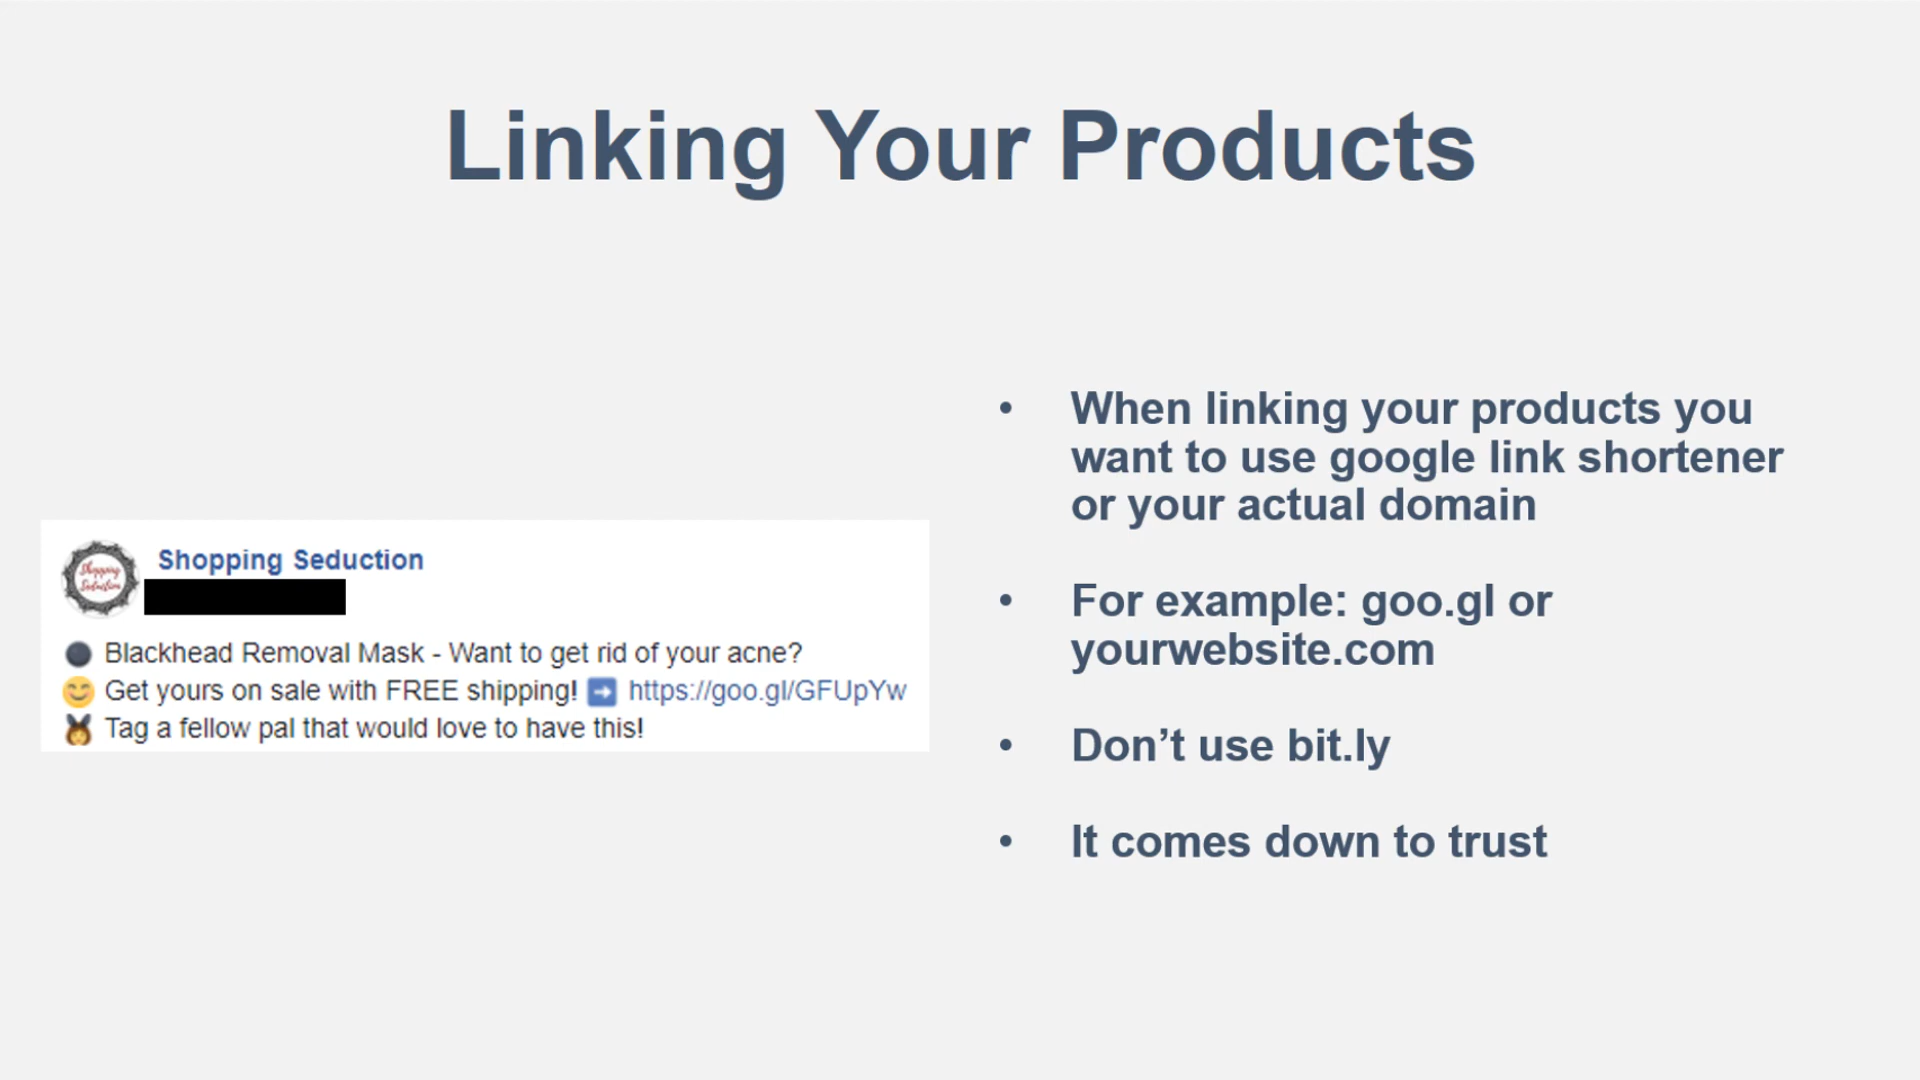 Linking Your Products
Shopping Seduction
Shopping
Seduction
Blackhead Removal Mask - Want to get rid of your acne?
Get yours on sale with FREE shipping! https://goo.gl/GFUpYw
Tag a fellow pal that would love to have this!
• When linking your products you
want to use google link shortener
or your actual domain
• For example: goo.gl or
yourwebsite.com
• Don’t use bit.ly
• It comes down to trust